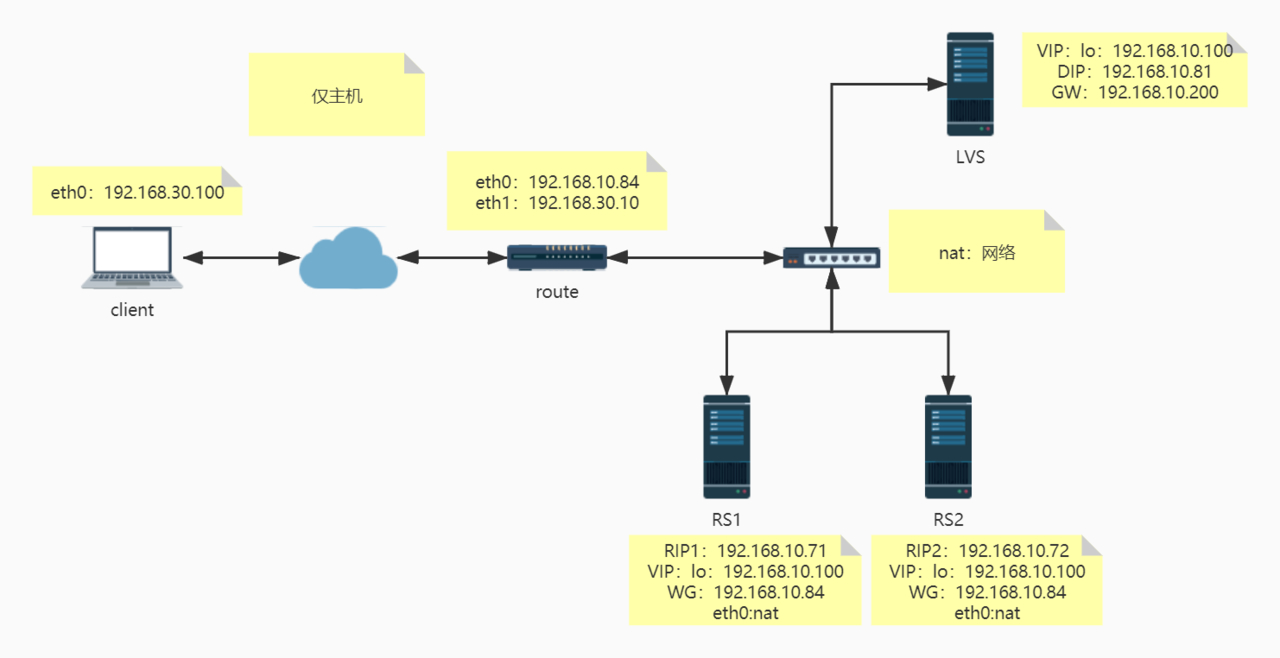 仅主机
eth0：192.168.30.100
client
eth0：192.168.10.84
eth1：192.168.30.10
route
VIP：lo：192.168.10.100
DIP：192.168.10.81
GW：192.168.10.200
LVS
nat：网络
RS1
RIP1：192.168.10.71
VIP：lo：192.168.10.100
WG：192.168.10.84
eth0:nat
RS2
RIP2：192.168.10.72
VIP：lo：192.168.10.100
WG：192.168.10.84
eth0:nat